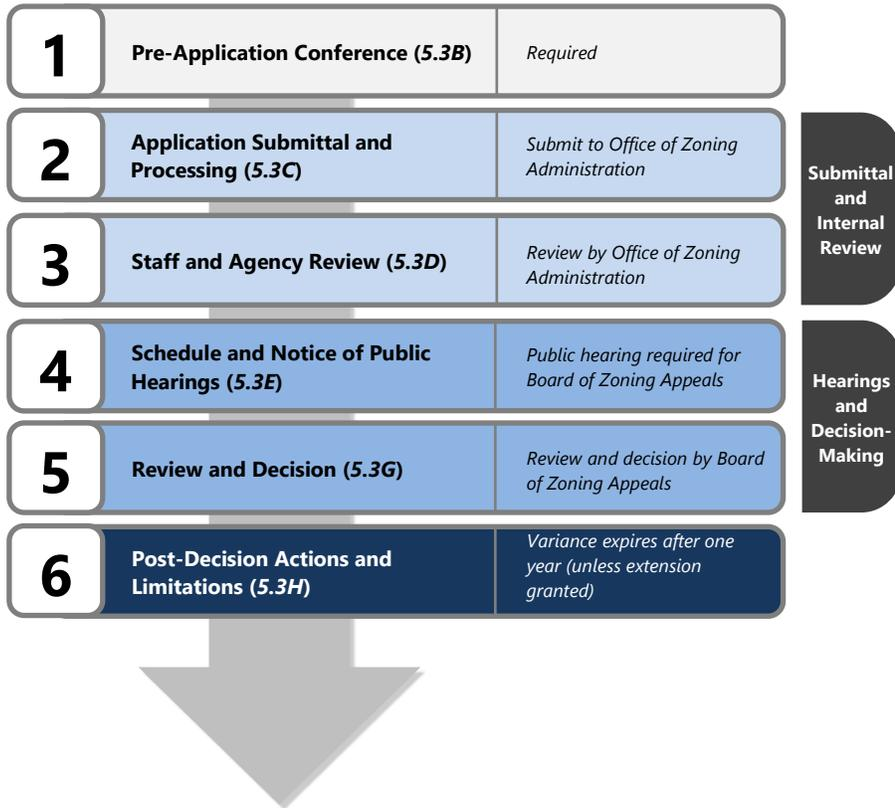 1
Pre-Application Conference (5.3B)
Required
2
Application Submittal and
Processing (5.3C)
Submit to Office of Zoning
Administration
3
Staff and Agency Review (5.3D)
Review by Office of Zoning
Administration
Submittal
and
Internal
Review
4
Schedule and Notice of Public
Hearings (5.3E)
Public hearing required for
Board of Zoning Appeals
5
Review and Decision (5.3G)
Review and decision by Board
of Zoning Appeals
Hearings
and
Decision-
Making
6
Post-Decision Actions and
Limitations (5.3H)
Variance expires after one
year (unless extension
granted)